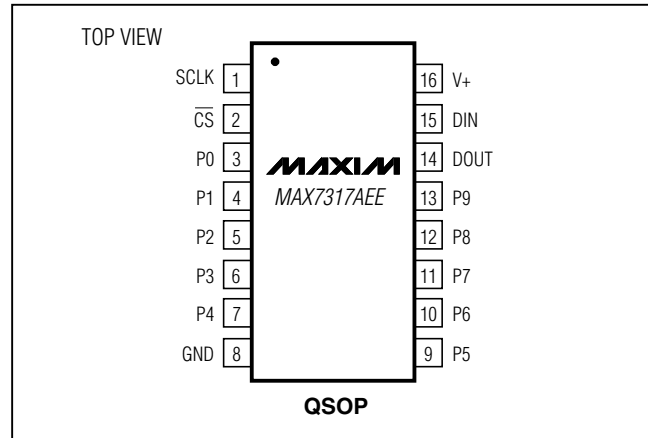 TOP VIEW
SCLK 1 16 V+
C̅S̅ 2 15 DIN
P0 3 14 DOUT
MAXIM
P1 4 MAX7317AEE 13 P9
P2 5 12 P8
P3 6 11 P7
P4 7 10 P6
GND 8 9 P5
QSOP